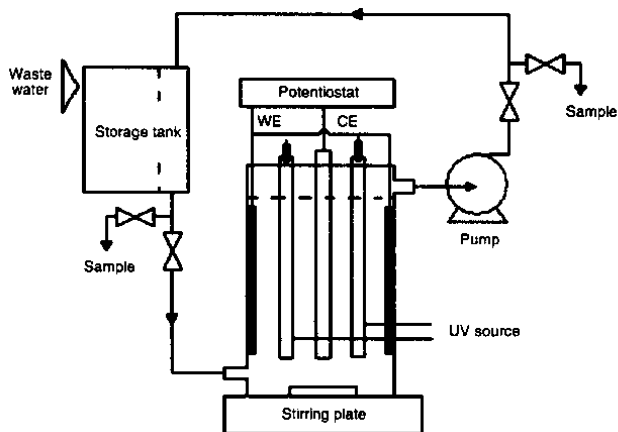 Waste
water
Storage tank
Potentiostat
WE
CE
Sample
Pump
Sample
UV source
Stirring plate